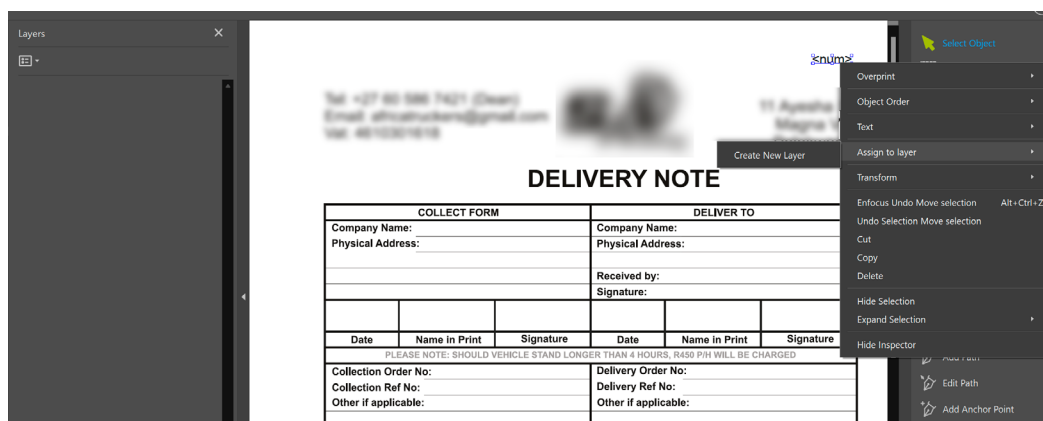 Layers
Select Object
<num>
Overprint
Object Order
Text
Assign to layer
Create New Layer
Transform
Enfocus Undo Move selection Alt+Ctrl+Z
Undo Selection Move selection
Cut
Copy
Delete
Hide Selection
Expand Selection
Hide Inspector
Add Path
Edit Path
Add Anchor Point
DELIVERY NOTE
COLLECT FORM DELIVER TO
Company Name: Company Name:
Physical Address: Physical Address:
Received by:
Signature:
Date Name in Print Signature Date Name in Print Signature
PLEASE NOTE: SHOULD VEHICLE STAND LONGER THAN 4 HOURS, R450 P/H WILL BE CHARGED
Collection Order No: Delivery Order No:
Collection Ref No: Delivery Ref No:
Other if applicable: Other if applicable: